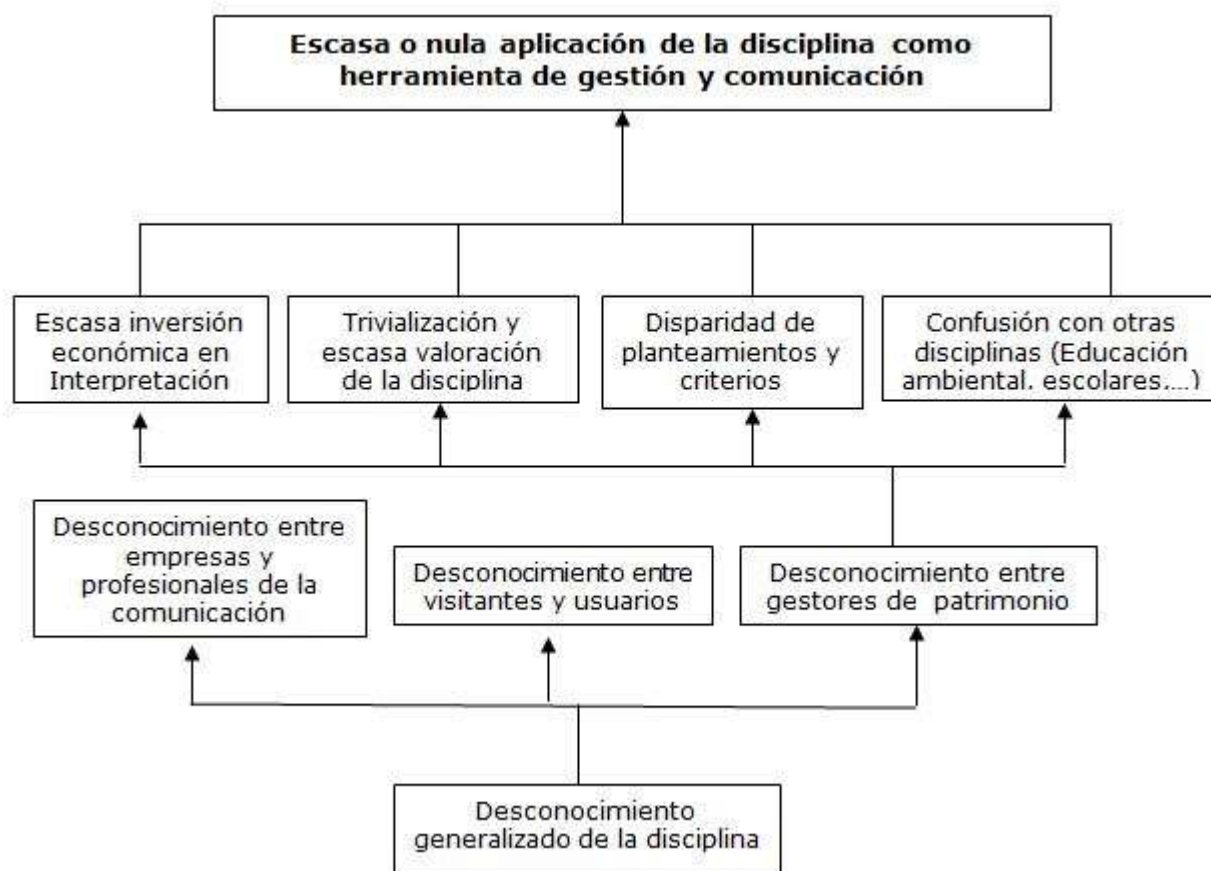 Escasa o nula aplicación de la disciplina como
herramienta de gestión y comunicación
Escasa inversión
económica en
Interpretación
Trivialización y
escasa valoración
de la disciplina
Disparidad de
planteamientos y
criterios
Confusión con otras
disciplinas (Educación
ambiental, escolares,...)
Desconocimiento entre
empresas y
profesionales de la
comunicación
Desconocimiento entre
visitantes y usuarios
Desconocimiento entre
gestores de patrimonio
Desconocimiento
generalizado de la disciplina